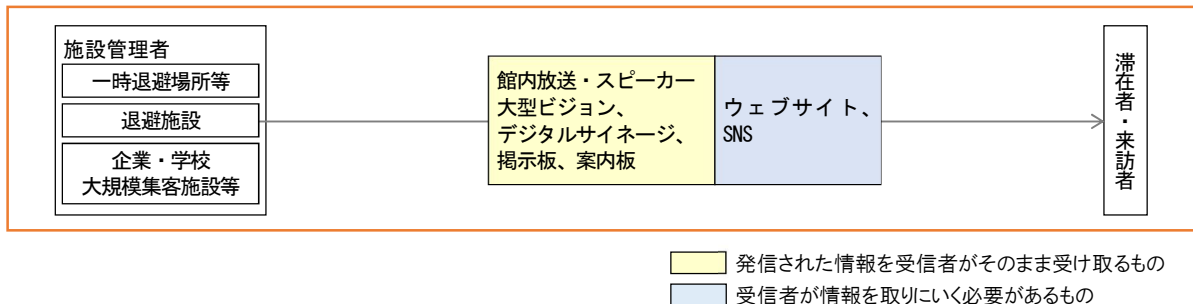 施設管理者
一時退避場所等
退避施設
企業・学校
大規模集客施設等
館内放送・スピーカー
大型ビジョン、
デジタルサイネージ、
掲示板、案内板
ウェブサイト、
SNS
滞在者・来訪者
発信された情報を受信者がそのまま受け取るもの
受信者が情報を取りにいく必要があるもの